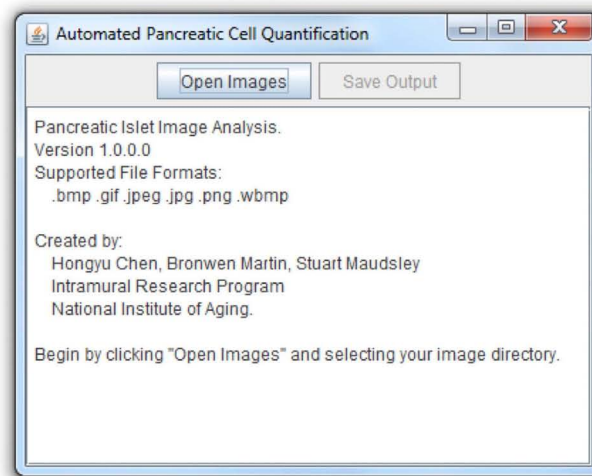 Automated Pancreatic Cell Quantification
Open Images
Save Output
Pancreatic Islet Image Analysis.
Version 1.0.0.0
Supported File Formats:
.bmp .gif .jpeg .jpg .png .wbmp
Created by:
Hongyu Chen, Bronwen Martin, Stuart Maudsley
Intramural Research Program
National Institute of Aging.
Begin by clicking "Open Images" and selecting your image directory.